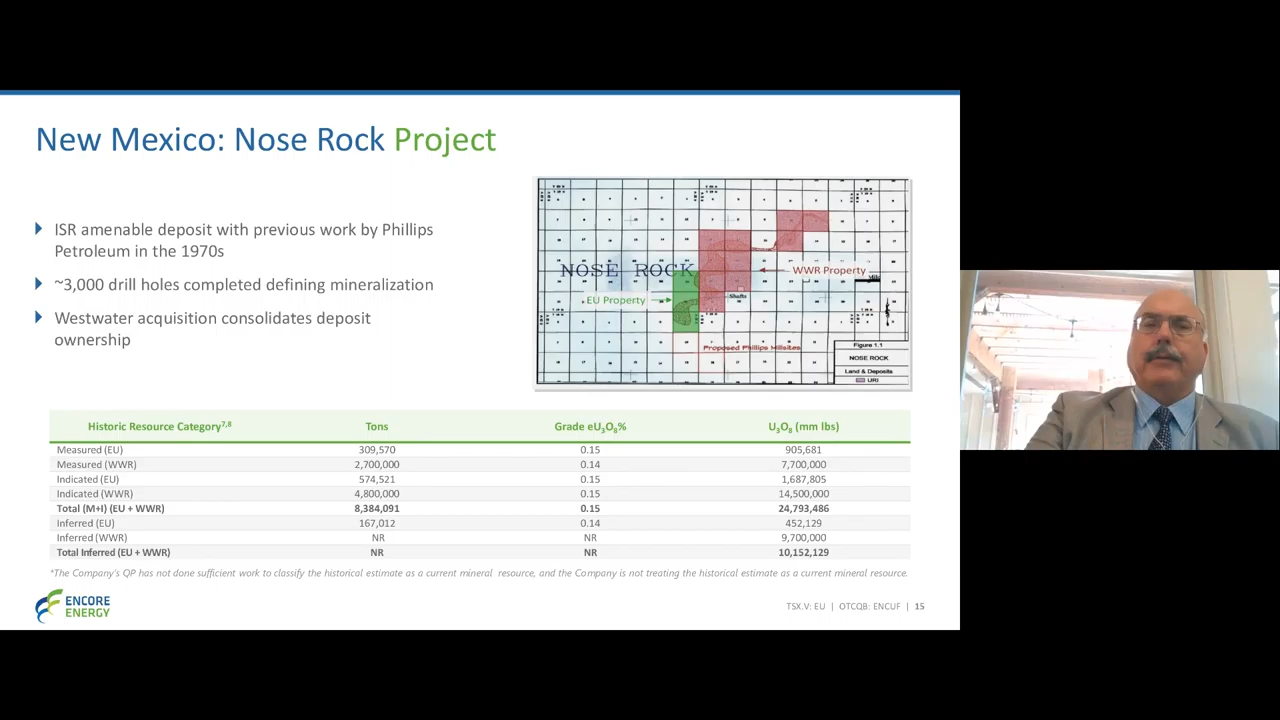 New Mexico: Nose Rock Project
ISR amenable deposit with previous work by Phillips
Petroleum in the 1970s
~3,000 drill holes completed defining mineralization
Westwater acquisition consolidates deposit
ownership
NOSE ROCK
WWR Property
EU Property
Shafts
Proposed Phillips Millsites
Figure 1.1
NOSE ROCK
Land & Deposits
URI
Historic Resource Category7,8 Tons Grade eU3O8% U3O8 (mm lbs)
Measured (EU) 309,570 0.15 905,681
Measured (WWR) 2,700,000 0.14 7,700,000
Indicated (EU) 574,521 0.15 1,687,805
Indicated (WWR) 4,800,000 0.15 14,500,000
Total (M+I) (EU + WWR) 8,384,091 0.15 24,793,486
Inferred (EU) 167,012 0.14 452,129
Inferred (WWR) NR NR 9,700,000
Total Inferred (EU + WWR) NR NR 10,152,129
*The Company's QP has not done sufficient work to classify the historical estimate as a current mineral resource, and the Company is not treating the historical estimate as a current mineral resource.
ENCORE
ENERGY
TSX.V: EU | OTCQB: ENCUF | 15